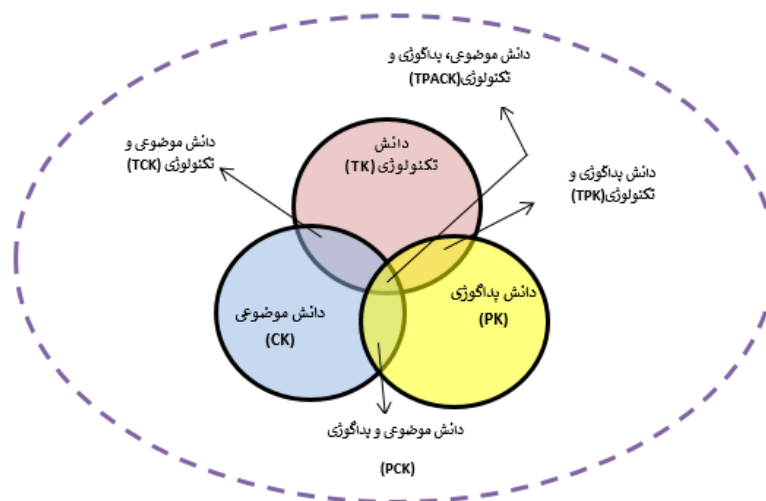 دانش موضوعی، پداگوژی و
تکنولوژی(TPACK)
دانش موضوعی و
تکنولوژی (TCK)
دانش
تکنولوژی (TK)
دانش پداگوژی و
تکنولوژی(TPK)
دانش موضوعی
(CK)
دانش پداگوژی
(PK)
دانش موضوعی و پداگوژی
(PCK)